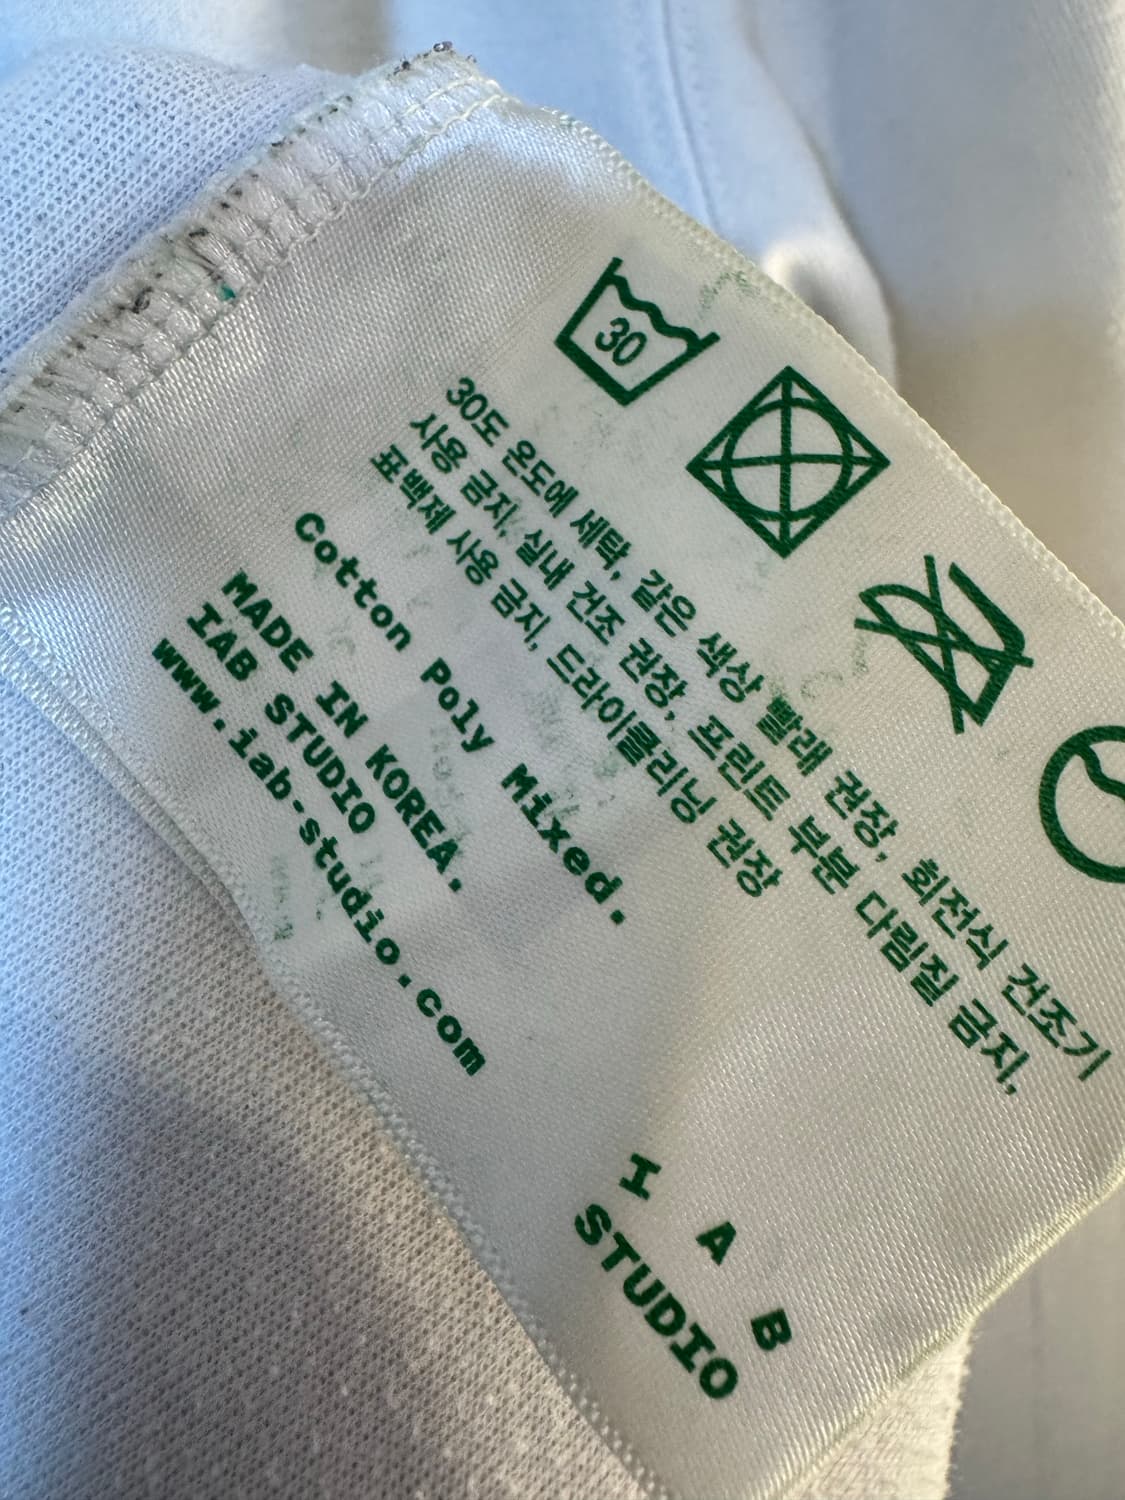 30
30도 온도에 세탁, 같은 색상 빨래 권장, 회전식 건조기
사용 금지, 실내 건조 권장, 프린트 부분 다림질 금지,
표백제 사용 금지, 드라이클리닝 권장
Cotton Poly Mixed.
MADE IN KOREA.
IAB STUDIO
www.iab-studio.com
I A B
STUDIO